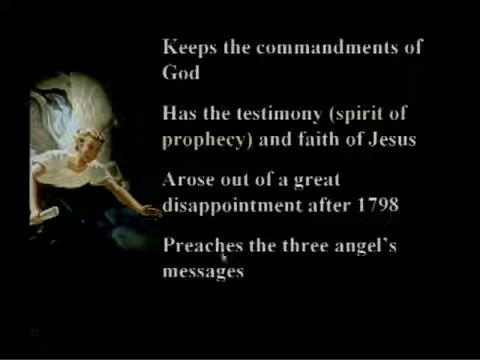 Keeps the commandments of
God
Has the testimony (spirit of
prophecy) and faith of Jesus
Arose out of a great
disappointment after 1798
Preaches the three angel's
messages